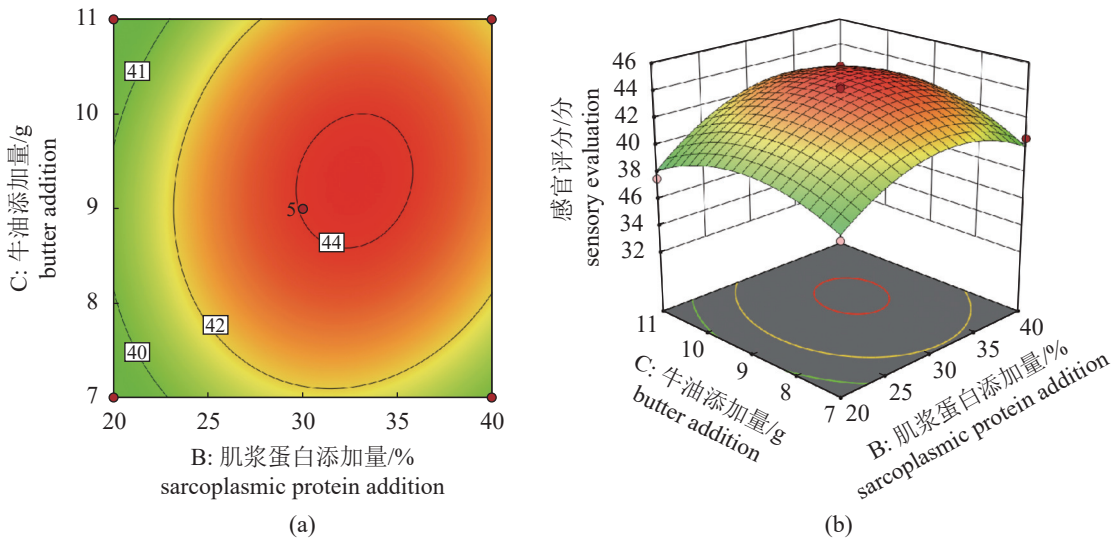 11
10
9
8
7
C: 牛油添加量/g
butter addition
41
5
44
42
40
20
25
30
35
40
B: 肌浆蛋白添加量/%
sarcoplasmic protein addition
(a)
46
44
42
40
38
46
34
32
感官评分/分
sensory evaluation
11
10
9
8
7
C: 牛油添加量/g
butter addition
20
25
30
35
40
B: 肌浆蛋白添加量/%
sarcoplasmic protein addition
(b)